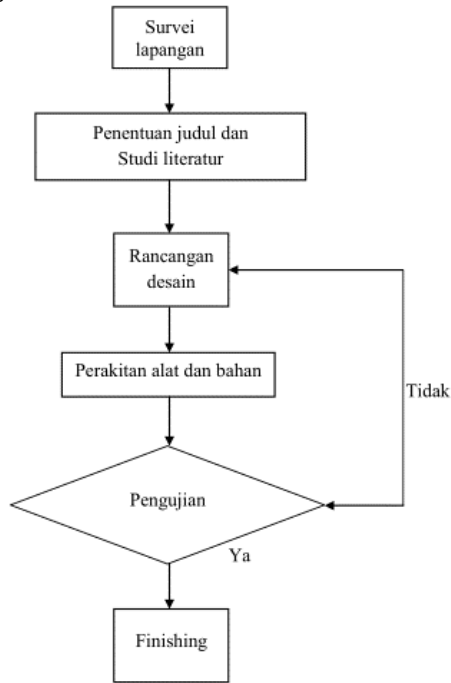 Survei
lapangan
Penentuan judul dan
Studi literatur
Rancangan
desain
Perakitan alat dan bahan
Tidak
Pengujian
Ya
Finishing